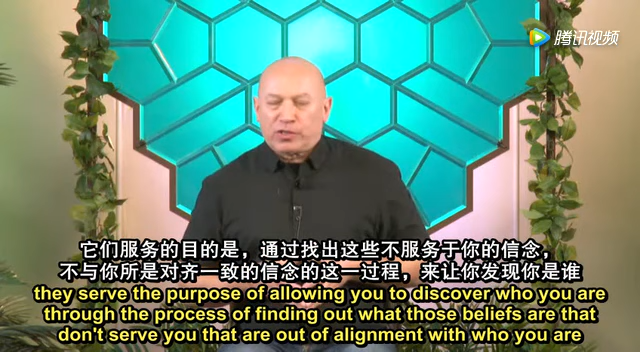 腾讯视频
它们服务的目的是，通过找出这些不服务于你的信念，
不与你所是对齐一致的信念的这一过程，来让你发现你是谁
they serve the purpose of allowing you to discover who you are
through the process of finding out what those beliefs are that
don't serve you that are out of alignment with who you are